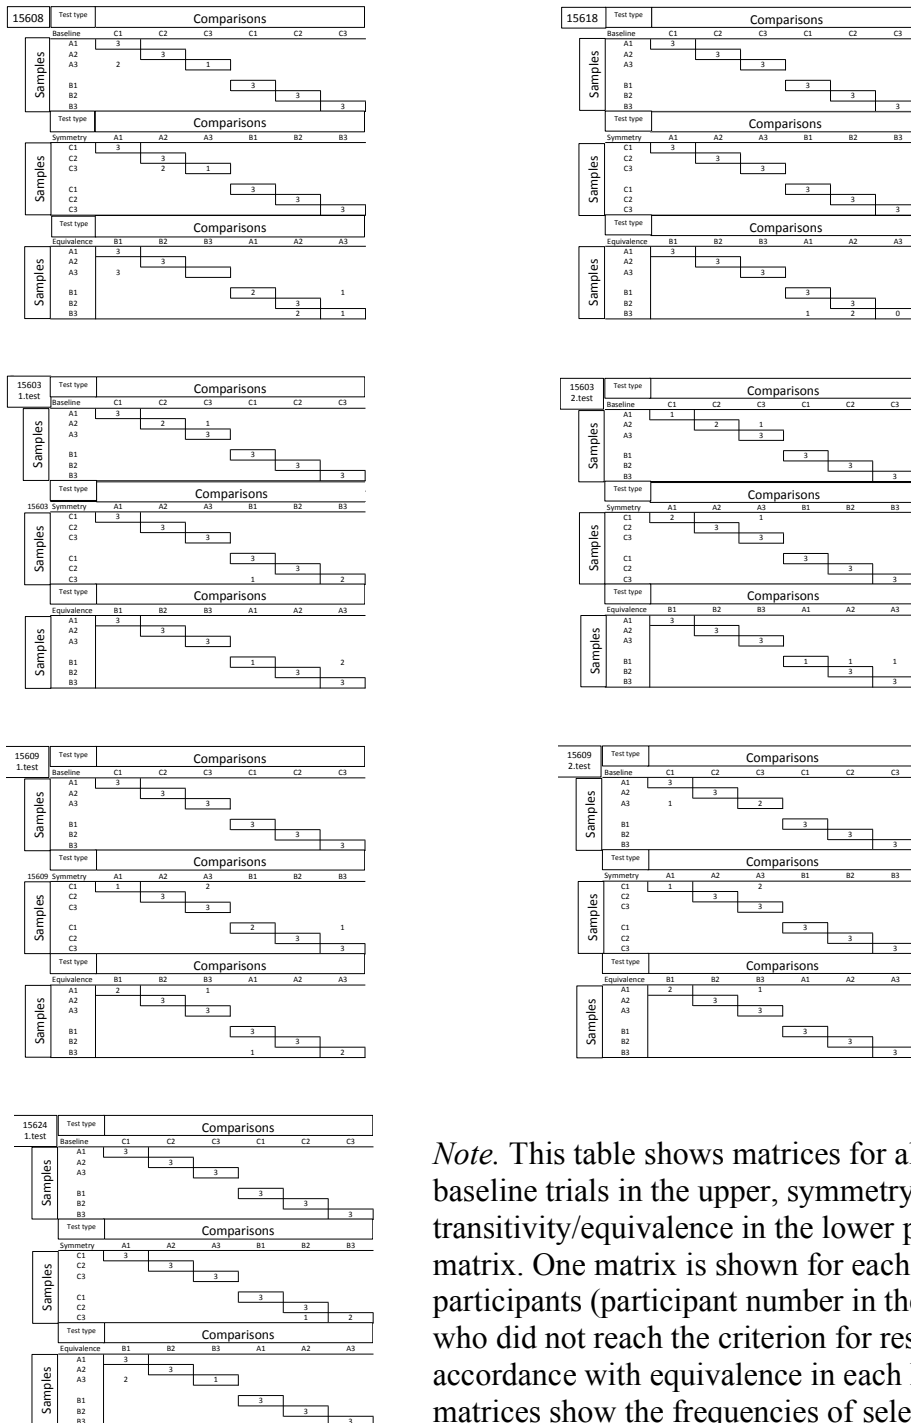 15608 Test type Comparisons
Baseline C1 C2 C3 C1 C2 C3
Samples
A1 3
A2 3
A3 2 1
B1 3
B2 3
B3 3
Test type Comparisons
Symmetry A1 A2 A3 B1 B2 B3
Samples
C1 3
C2 3
C3 2 1
C1 3
C2 3
C3 3
Test type Comparisons
Equivalence B1 B2 B3 A1 A2 A3
Samples
A1 3
A2 3
A3 3
B1 2 1
B2 3
B3 2 1
15618 Test type Comparisons
Baseline C1 C2 C3 C1 C2 C3
Samples
A1 3
A2 3
A3 3
B1 3
B2 3
B3 3
Test type Comparisons
Symmetry A1 A2 A3 B1 B2 B3
Samples
C1 3
C2 3
C3 3
C1 3
C2 3
C3 3
Test type Comparisons
Equivalence B1 B2 B3 A1 A2 A3
Samples
A1 3
A2 3
A3 3
B1 3
B2 3
B3 1 2 0
15603 1.test Test type Comparisons
Baseline C1 C2 C3 C1 C2 C3
Samples
A1 3
A2 2 1
A3 3
B1 3
B2 3
B3 3
Test type Comparisons
15603 Symmetry A1 A2 A3 B1 B2 B3
Samples
C1 3
C2 3
C3 3
C1 3
C2 3
C3 1 2
Test type Comparisons
Equivalence B1 B2 B3 A1 A2 A3
Samples
A1 3
A2 3
A3 3
B1 1 2
B2 3
B3 3
15603 2.test Test type Comparisons
Baseline C1 C2 C3 C1 C2 C3
Samples
A1 1
A2 2 1
A3 3
B1 3
B2 3
B3 3
Test type Comparisons
Symmetry A1 A2 A3 B1 B2 B3
Samples
C1 2 1
C2 3
C3 3
C1 3
C2 3
C3 3
Test type Comparisons
Equivalence B1 B2 B3 A1 A2 A3
Samples
A1 3
A2 3
A3 3
B1 1 1 1
B2 3
B3 3
15609 1.test Test type Comparisons
Baseline C1 C2 C3 C1 C2 C3
Samples
A1 3
A2 3
A3 3
B1 3
B2 3
B3 3
Test type Comparisons
15609 Symmetry A1 A2 A3 B1 B2 B3
Samples
C1 1 2
C2 3
C3 3
C1 2 1
C2 3
C3 3
Test type Comparisons
Equivalence B1 B2 B3 A1 A2 A3
Samples
A1 2 1
A2 3
A3 3
B1 3
B2 3
B3 1 2
15609 2.test Test type Comparisons
Baseline C1 C2 C3 C1 C2 C3
Samples
A1 3
A2 3
A3 1 2
B1 3
B2 3
B3 3
Test type Comparisons
Symmetry A1 A2 A3 B1 B2 B3
Samples
C1 1 2
C2 3
C3 3
C1 3
C2 3
C3 3
Test type Comparisons
Equivalence B1 B2 B3 A1 A2 A3
Samples
A1 2 1
A2 3
A3 3
B1 3
B2 3
B3 3
15624 1.test Test type Comparisons
Baseline C1 C2 C3 C1 C2 C3
Samples
A1 3
A2 3
A3 3
B1 3
B2 3
B3 3
Test type Comparisons
Symmetry A1 A2 A3 B1 B2 B3
Samples
C1 3
C2 3
C3 3
C1 3
C2 3
C3 1 2
Test type Comparisons
Equivalence B1 B2 B3 A1 A2 A3
Samples
A1 3
A2 3
A3 2 1
B1 3
B2 3
B3 3
Note. This table shows matrices for
baseline trials in the upper, symmetry
transitivity/equivalence in the lower
matrix. One matrix is shown for each
participants (participant number in the
who did not reach the criterion for
accordance with equivalence in each
matrices show the frequencies of